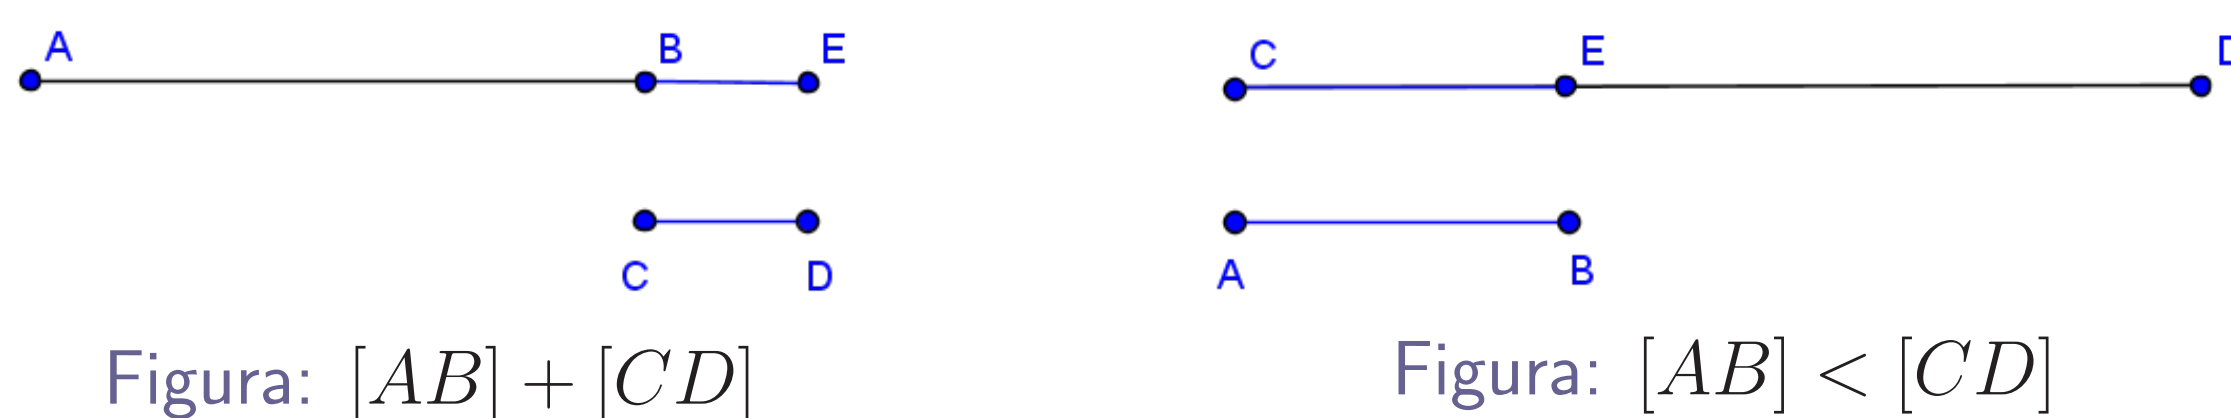 A B E
C D
Figura: [AB] + [CD]
C E D
A B
Figura: [AB] < [CD]